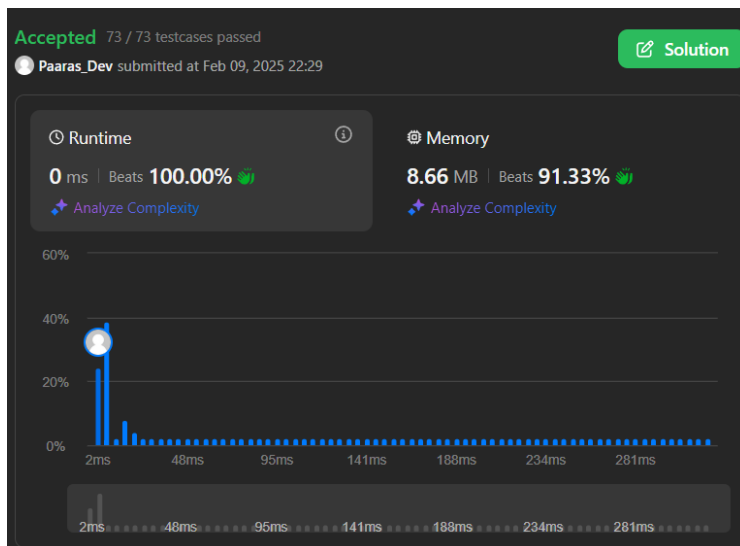 Accepted 73 / 73 testcases passed
Solution
Paaras_Dev submitted at Feb 09, 2025 22:29
Runtime
0 ms | Beats 100.00%
Analyze Complexity
Memory
8.66 MB | Beats 91.33%
Analyze Complexity
60%
40%
20%
0%
2ms 48ms 95ms 141ms 188ms 234ms 281ms
2ms 48ms 95ms 141ms 188ms 234ms 281ms